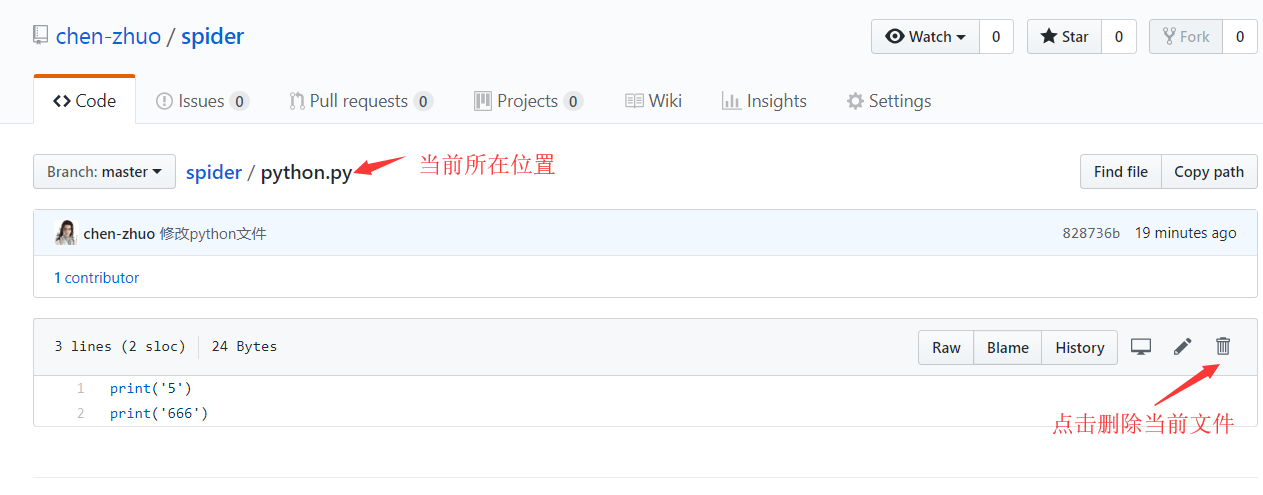 chen-zhuo / spider
Watch 0 Star 0 Fork 0
Code Issues 0 Pull requests 0 Projects 0 Wiki Insights Settings
Branch: master spider / python.py 当前所在位置 Find file Copy path
chen-zhuo 修改python文件 828736b 19 minutes ago
1 contributor
3 lines (2 sloc) 24 Bytes Raw Blame History
1 print('5')
2 print('666')
点击删除当前文件